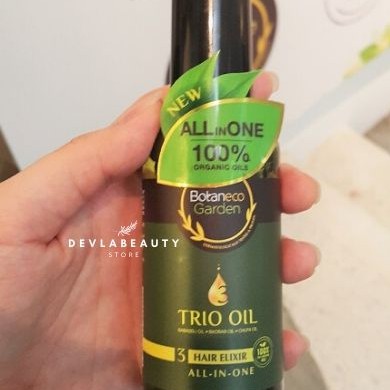 NEW
ALL IN ONE
100%
ORGANIC OILS
Botaneco
Garden
DEVLABEAUTY
STORE
TRIO OIL
3 HAIR ELIXIR
ALL-IN-ONE